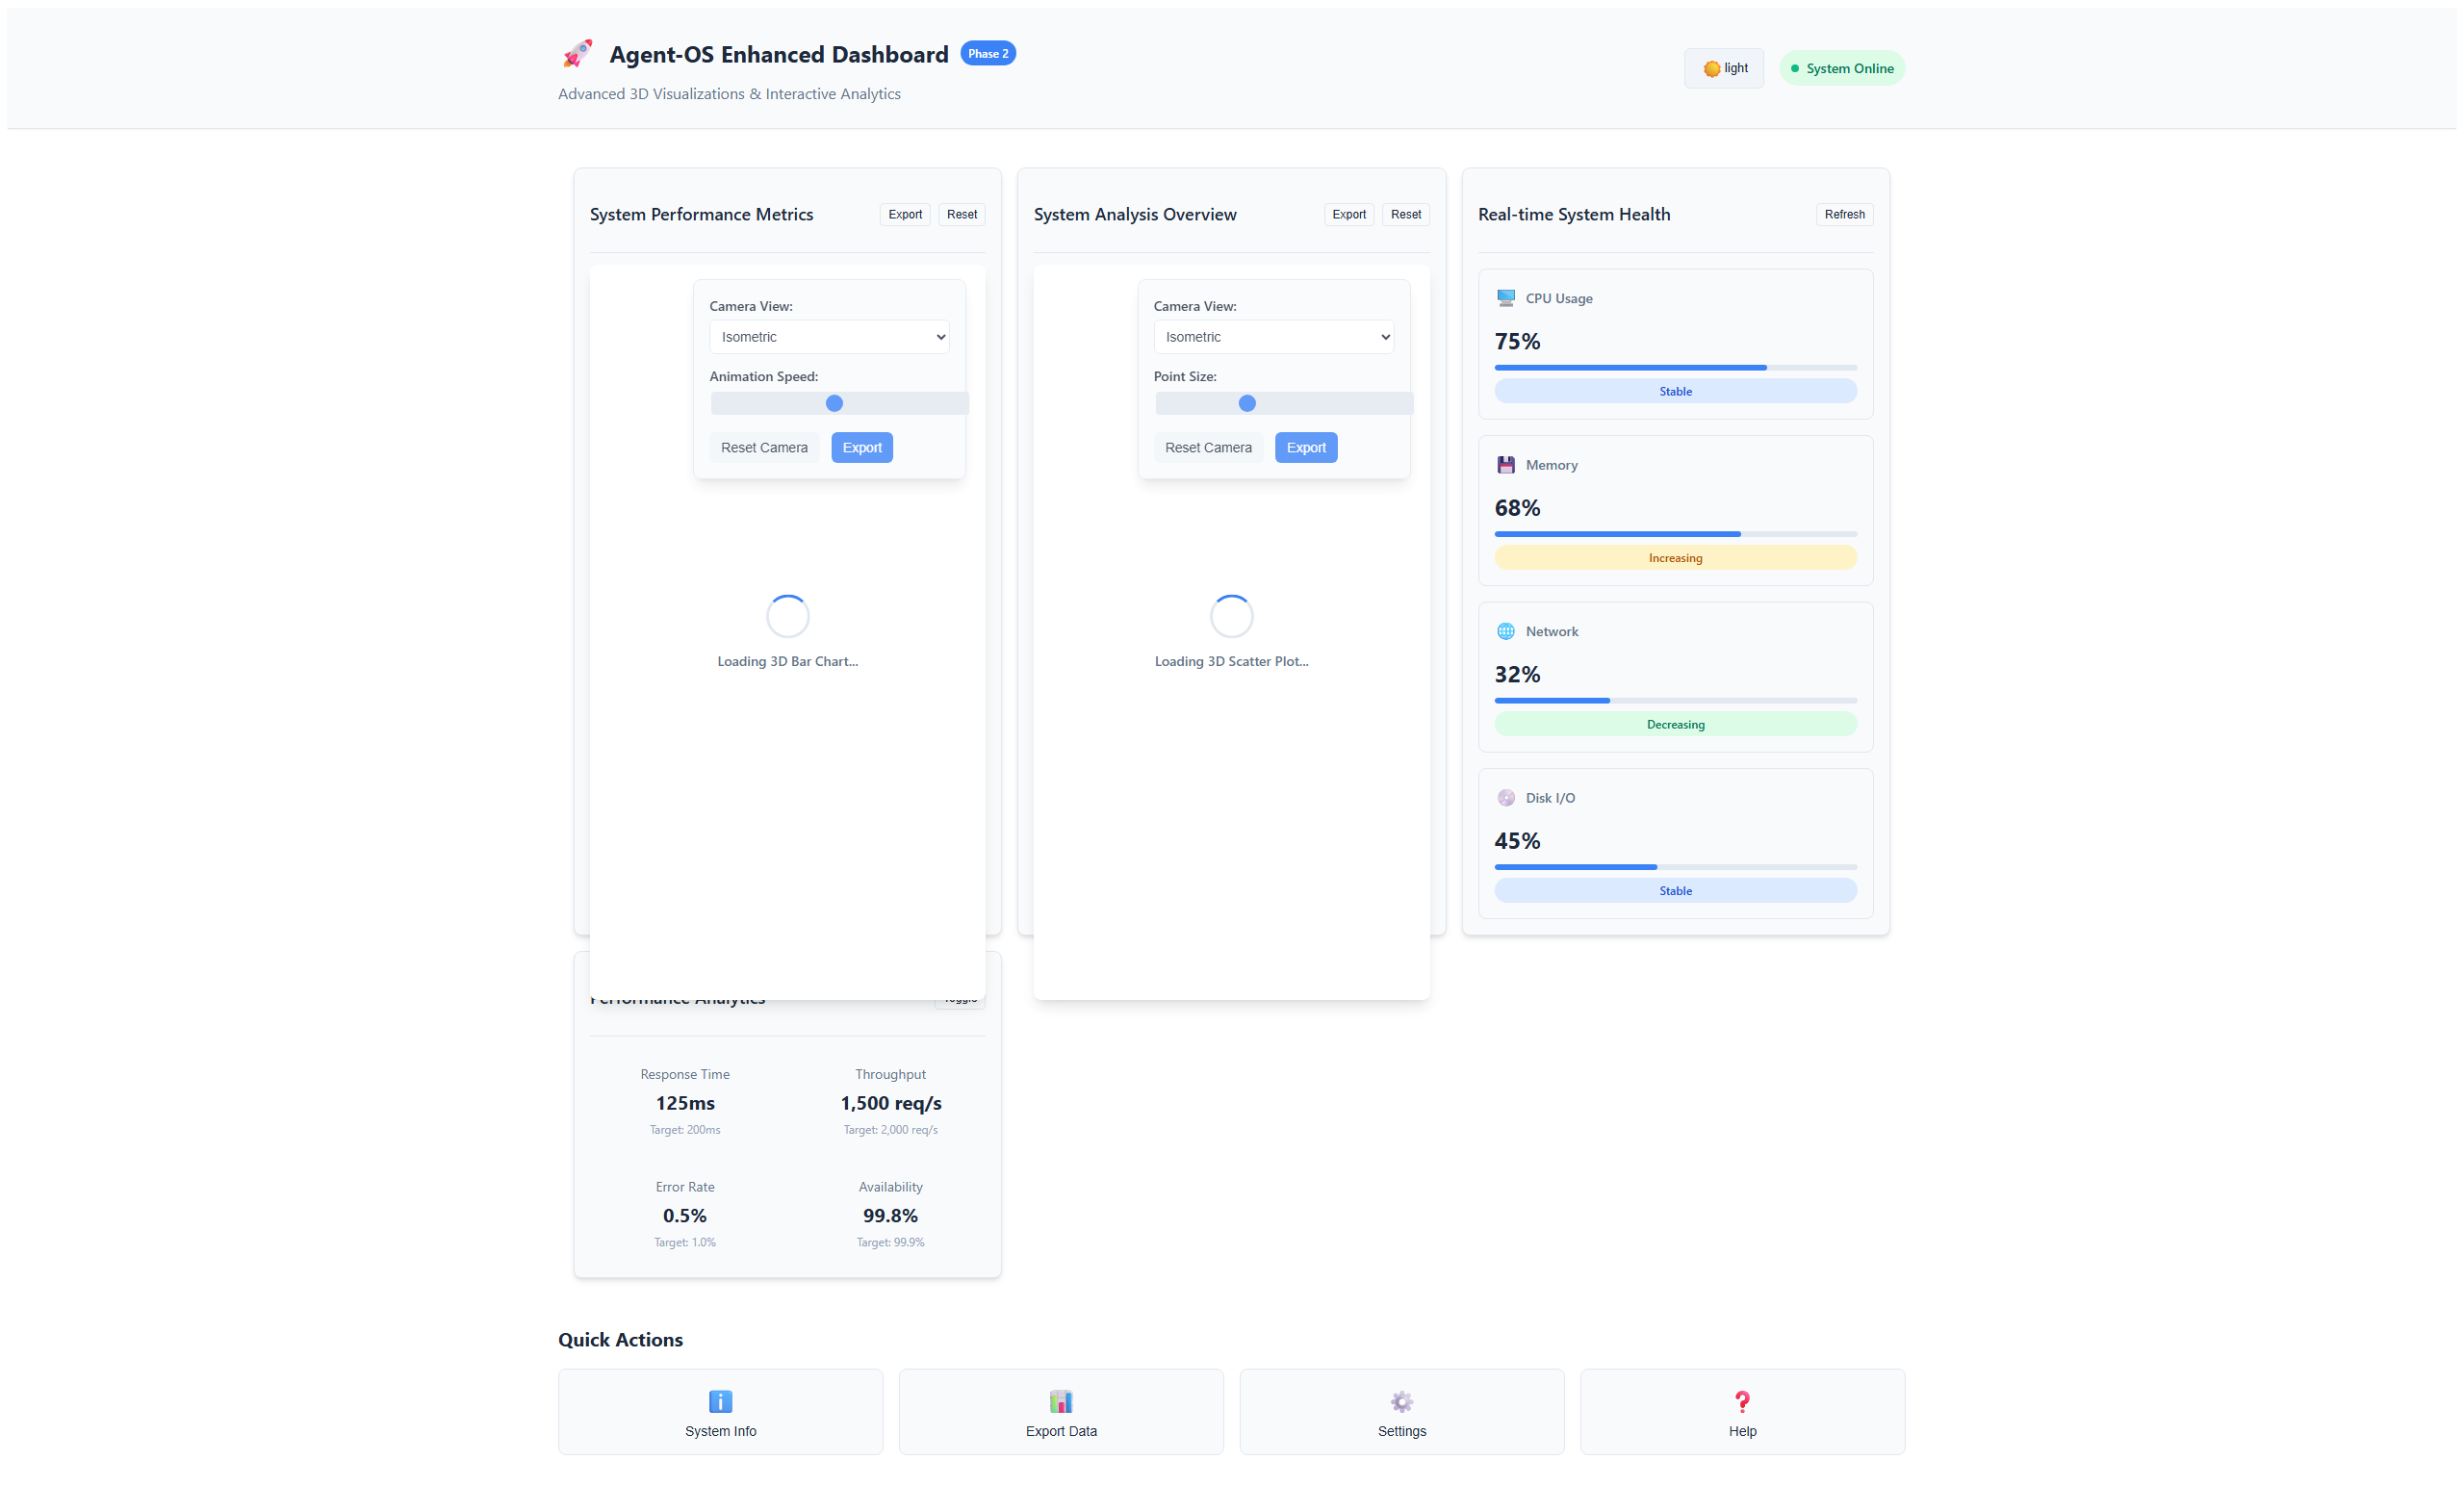 Agent-OS Enhanced Dashboard Phase 2
Advanced 3D Visualizations & Interactive Analytics
light
System Online
System Performance Metrics
Export Reset
Camera View:
Isometric
Animation Speed:
Reset Camera Export
Loading 3D Bar Chart...
System Analysis Overview
Export Reset
Camera View:
Isometric
Point Size:
Reset Camera Export
Loading 3D Scatter Plot...
Real-time System Health
Refresh
CPU Usage
75%
Stable
Memory
68%
Increasing
Network
32%
Decreasing
Disk I/O
45%
Stable
Performance Analytics
Toggle
Response Time
125ms
Target: 200ms
Throughput
1,500 req/s
Target: 2,000 req/s
Error Rate
0.5%
Target: 1.0%
Availability
99.8%
Target: 99.9%
Quick Actions
System Info
Export Data
Settings
Help